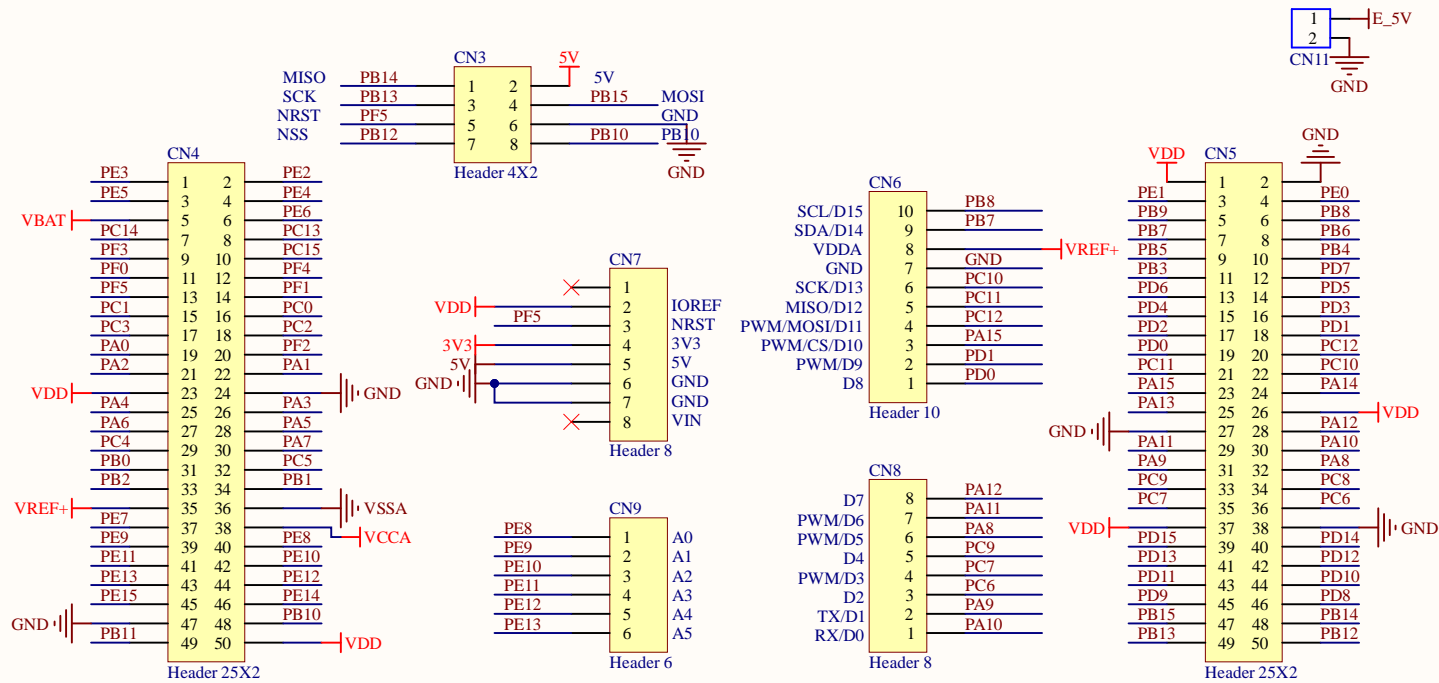 1 E_5V
2
CN11
GND
CN3
5V
MISO PB14 1 2 5V
SCK PB13 3 4 PB15 MOSI
NRST PF5 5 6 GND
NSS PB12 7 8 PB10 PB10
Header 4X2
GND
CN4
PE3 1 2 PE2
PE5 3 4 PE4
VBAT 5 6 PE6
PC14 7 8 PC13
PF3 9 10 PC15
PF0 11 12 PF4
PF5 13 14 PF1
PC1 15 16 PC0
PC3 17 18 PC2
PA0 19 20 PF2
PA2 21 22 PA1
VDD 23 24 GND
PA4 25 26 PA3
PA6 27 28 PA5
PC4 29 30 PA7
PB0 31 32 PC5
PB2 33 34 PB1
VREF+ 35 36 VSSA
PE7 37 38 VCCA
PE9 39 40 PE8
PE11 41 42 PE10
PE13 43 44 PE12
PE15 45 46 PE14
GND 47 48 PB10
PB11 49 50 VDD
Header 25X2
CN7
1
VDD 2 IOREF
PF5 3 NRST
3V3 4 3V3
5V 5 5V
GND 6 GND
7 GND
8 VIN
Header 8
CN9
PE8 1 A0
PE9 2 A1
PE10 3 A2
PE11 4 A3
PE12 5 A4
PE13 6 A5
Header 6
CN6
SCL/D15 10 PB8
SDA/D14 9 PB7
VDDA 8 VREF+
GND 7 GND
SCK/D13 6 PC10
MISO/D12 5 PC11
PWM/MOSI/D11 4 PC12
PWM/CS/D10 3 PA15
PWM/D9 2 PD1
D8 1 PD0
Header 10
CN8
D7 8 PA12
PWM/D6 7 PA11
PWM/D5 6 PA8
D4 5 PC9
PWM/D3 4 PC7
D2 3 PC6
TX/D1 2 PA9
RX/D0 1 PA10
Header 8
CN5
VDD 1 2 GND
PE1 3 4 PE0
PB9 5 6 PB8
PB7 7 8 PB6
PB5 9 10 PB4
PB3 11 12 PD7
PD6 13 14 PD5
PD4 15 16 PD3
PD2 17 18 PD1
PD0 19 20 PC12
PC11 21 22 PC10
PA15 23 24 PA14
PA13 25 26 VDD
GND 27 28 PA12
PA11 29 30 PA10
PA9 31 32 PA8
PC9 33 34 PC8
PC7 35 36 PC6
VDD 37 38 GND
PD15 39 40 PD14
PD13 41 42 PD12
PD11 43 44 PD10
PD9 45 46 PD8
PB15 47 48 PB14
PB13 49 50 PB12
Header 25X2